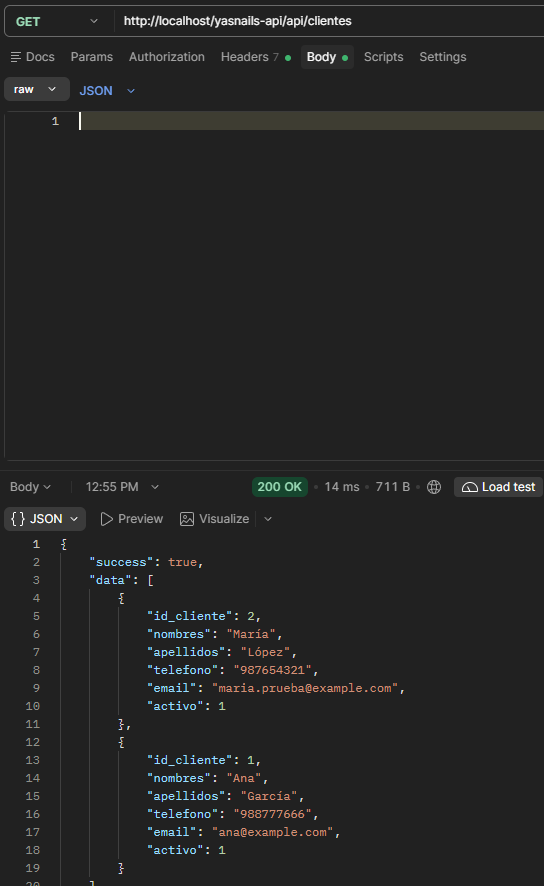 GET http://localhost/yasnails-api/api/clientes
Docs Params Authorization Headers 7 Body Scripts Settings
raw JSON
1
Body 12:55 PM 200 OK • 14 ms • 711 B Load test
{} JSON Preview Visualize
1 {
2 "success": true,
3 "data": [
4 {
5 "id_cliente": 2,
6 "nombres": "María",
7 "apellidos": "López",
8 "telefono": "987654321",
9 "email": "maria.prueba@example.com",
10 "activo": 1
11 },
12 {
13 "id_cliente": 1,
14 "nombres": "Ana",
15 "apellidos": "García",
16 "telefono": "988777666",
17 "email": "ana@example.com",
18 "activo": 1
19 }
20 ]